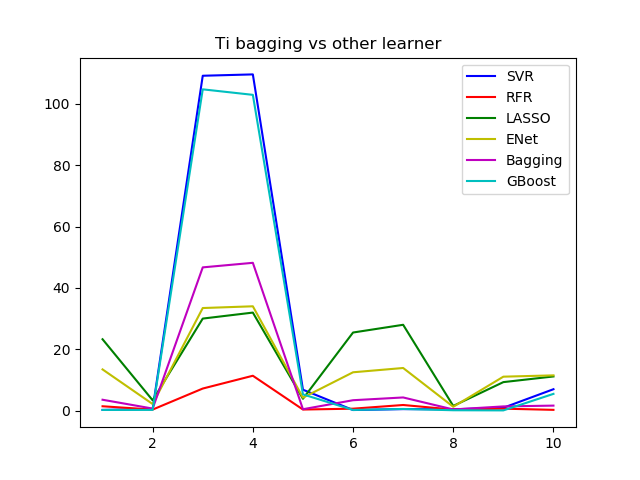 Ti bagging vs other learner
SVR
RFR
LASSO
ENet
Bagging
GBoost
100
80
60
40
20
0
2 4 6 8 10